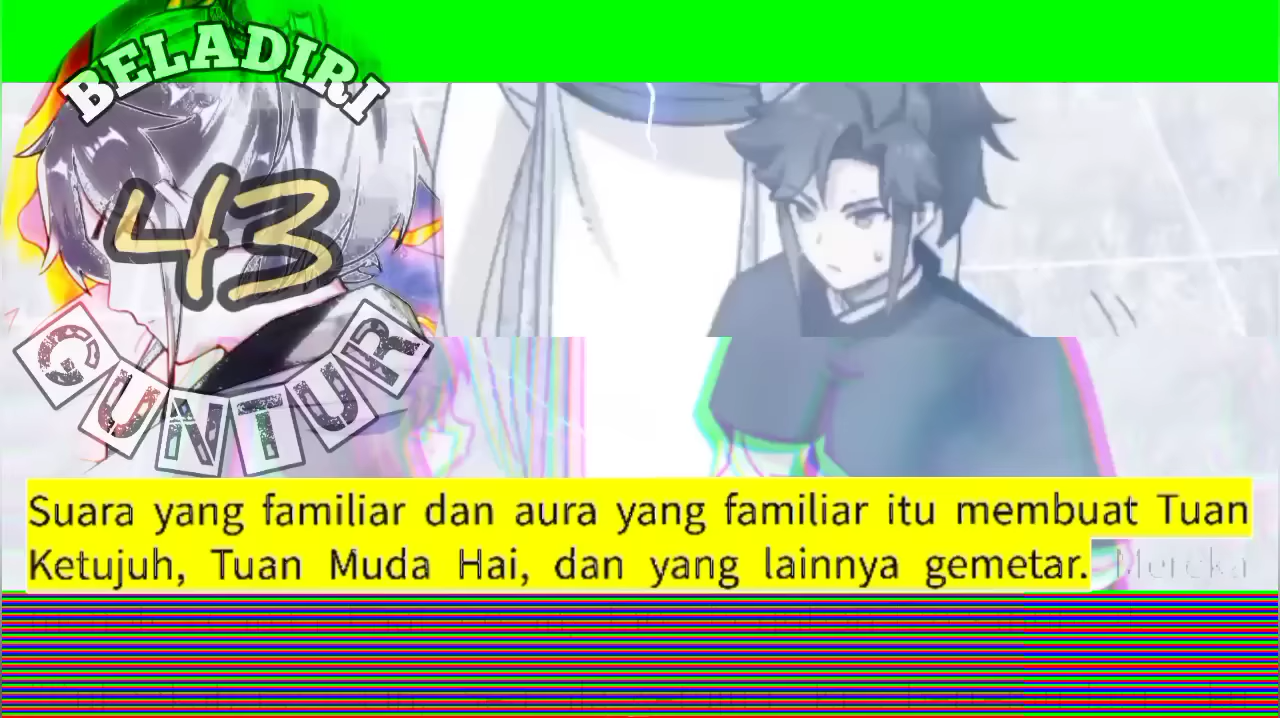 BELADIRI
43
GUNTUR
Suara yang familiar dan aura yang familiar itu membuat Tuan
Ketujuh, Tuan Muda Hai, dan yang lainnya gemetar. Mereka